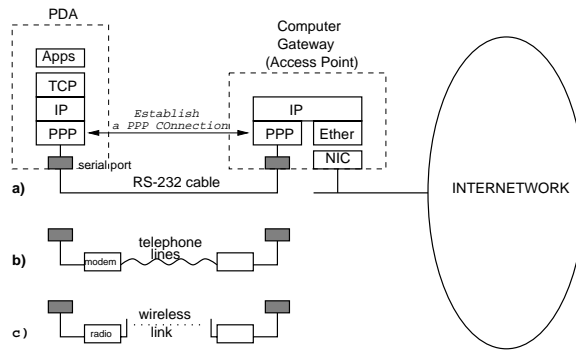 PDA
Computer
Gateway
(Access Point)
Apps
TCP
IP
PPP
Establish
a PPP COnnection
IP
PPP
Ether
NIC
serial port
a)
RS-232 cable
INTERNETWORK
b)
modem
telephone
lines
c)
radio
wireless
link